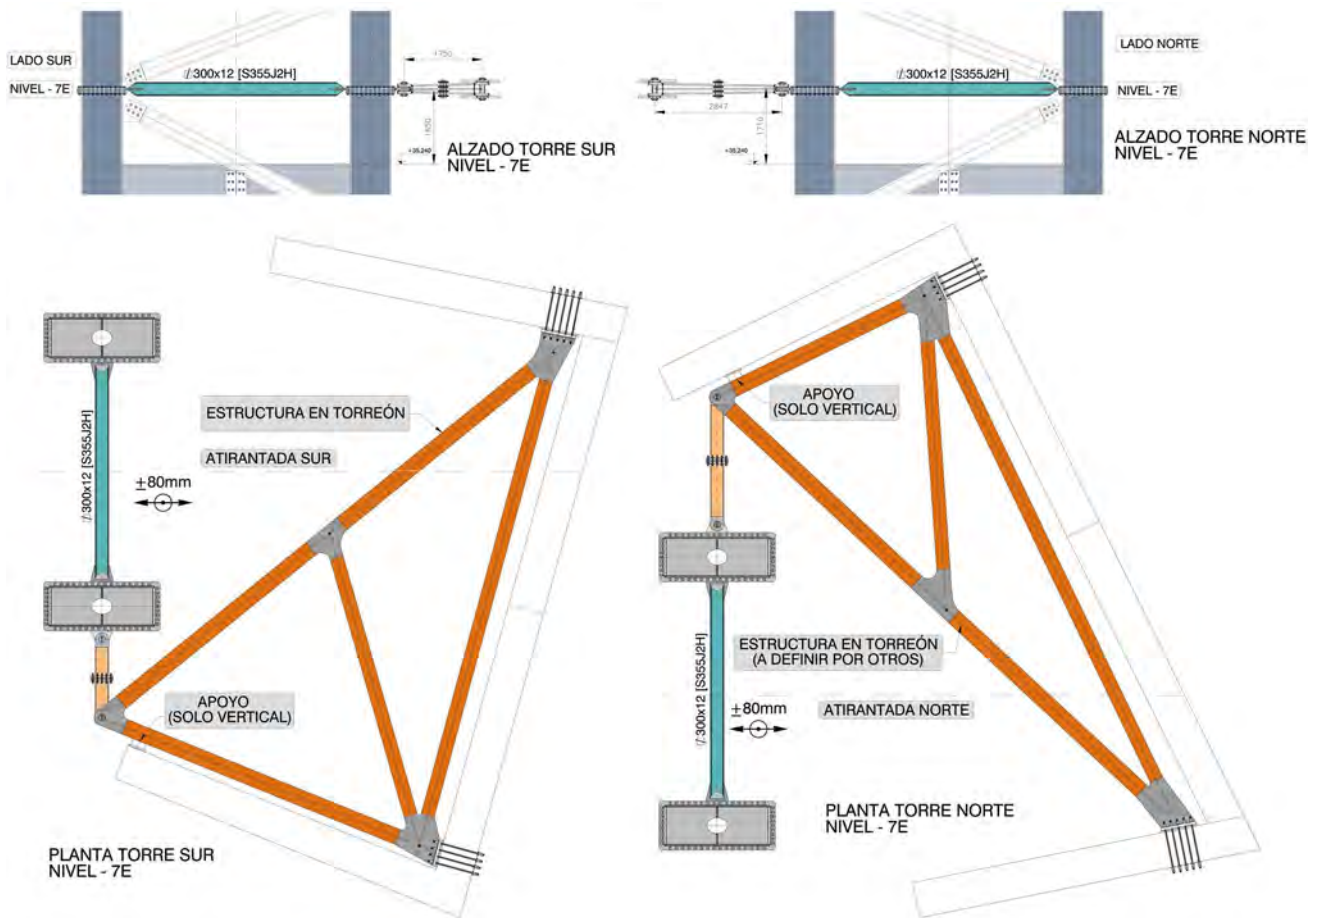 LADO SUR
NIVEL - 7E
300x12 [S355J2H]
1750
1650
+35,240
ALZADO TORRE SUR
NIVEL - 7E
300x12 [S355J2H]
LADO NORTE
NIVEL - 7E
2847
1710
+35,240
ALZADO TORRE NORTE
NIVEL - 7E
300x12 [S355J2H]
±80mm
ESTRUCTURA EN TORREÓN
ATIRANTADA SUR
APOYO
(SOLO VERTICAL)
PLANTA TORRE SUR
NIVEL - 7E
APOYO
(SOLO VERTICAL)
300x12 [S355J2H]
±80mm
ESTRUCTURA EN TORREÓN
(A DEFINIR POR OTROS)
ATIRANTADA NORTE
PLANTA TORRE NORTE
NIVEL - 7E